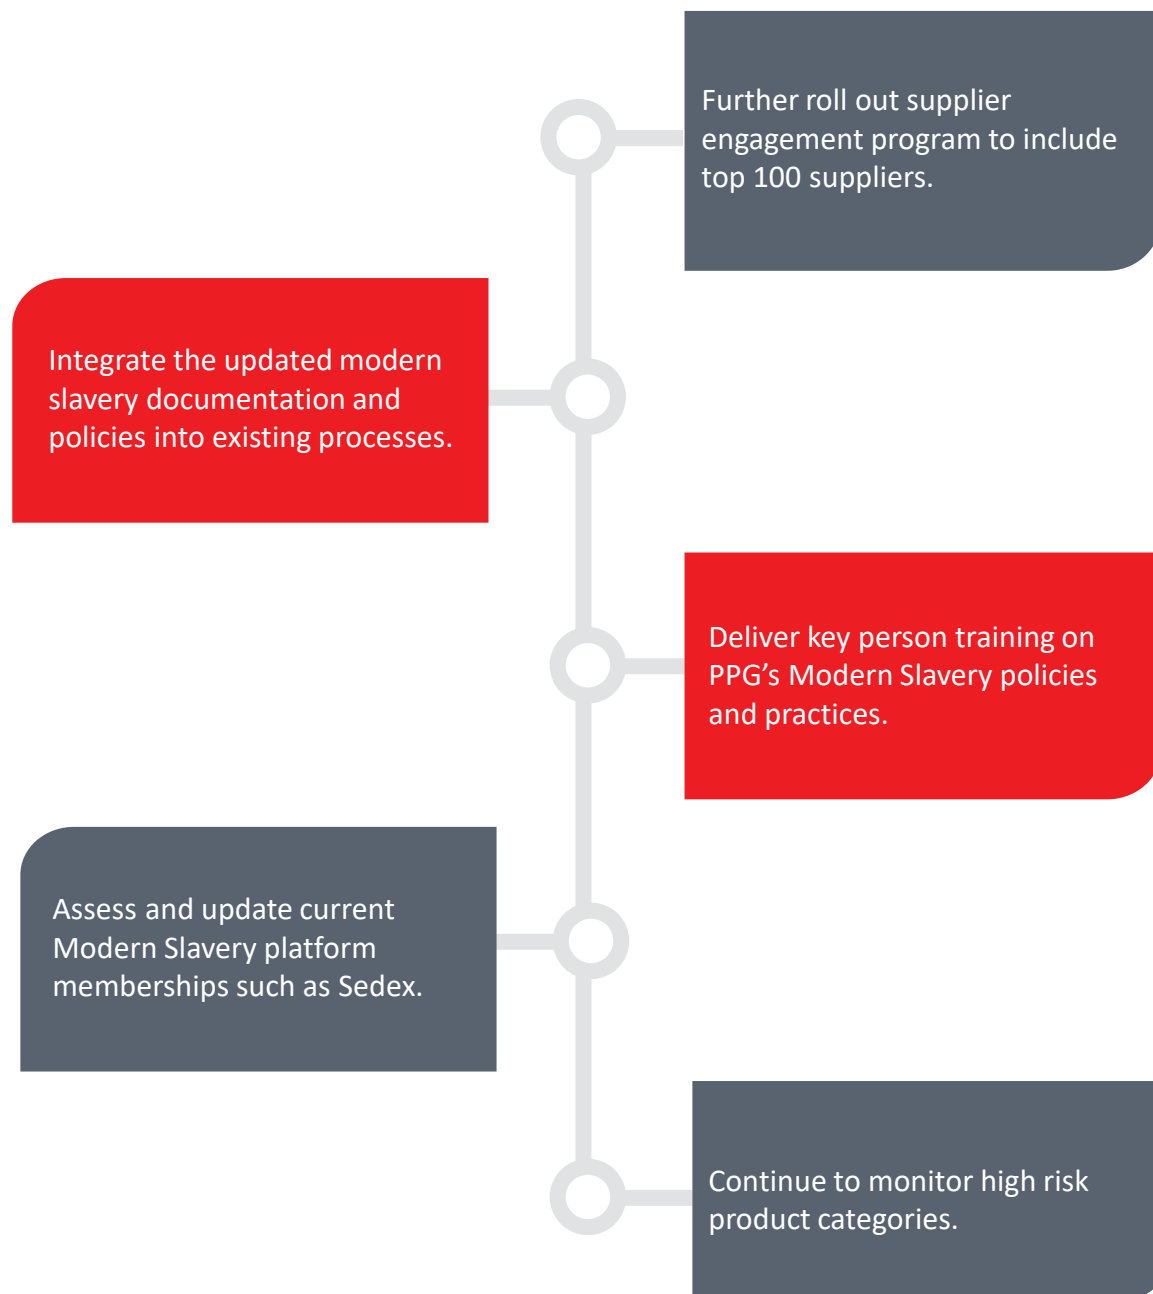 Further roll out supplier
engagement program to include
top 100 suppliers.
Integrate the updated modern
slavery documentation and
policies into existing processes.
Deliver key person training on
PPG’s Modern Slavery policies
and practices.
Assess and update current
Modern Slavery platform
memberships such as Sedex.
Continue to monitor high risk
product categories.